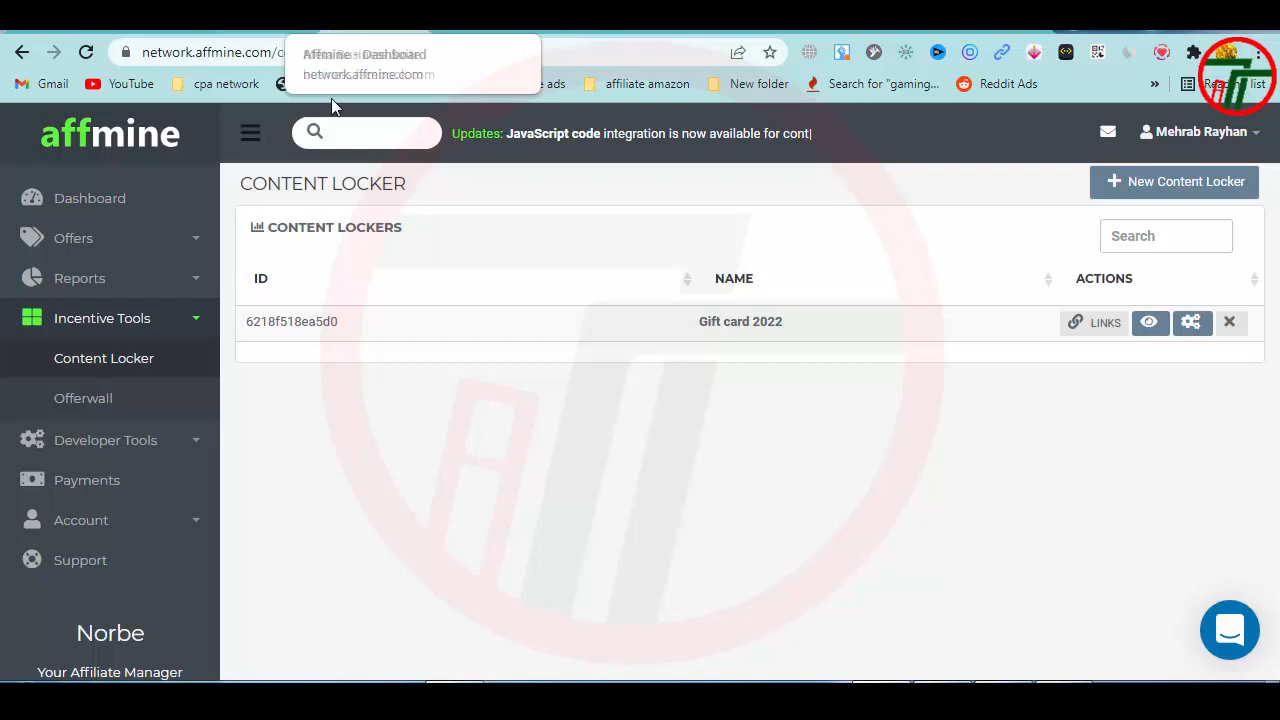 network.affmine.com/c
Affmine - Dashboard
network.affmine.com
Gmail
YouTube
cpa network
e ads
affiliate amazon
New folder
Search for "gaming...
Reddit Ads
»
list
affmine
Updates: JavaScript code integration is now available for cont|
Mehrab Rayhan
Dashboard
Offers
Reports
Incentive Tools
Content Locker
Offerwall
Developer Tools
Payments
Account
Support
Norbe
Your Affiliate Manager
CONTENT LOCKER
+ New Content Locker
CONTENT LOCKERS
Search
ID
NAME
ACTIONS
6218f518ea5d0
Gift card 2022
LINKS